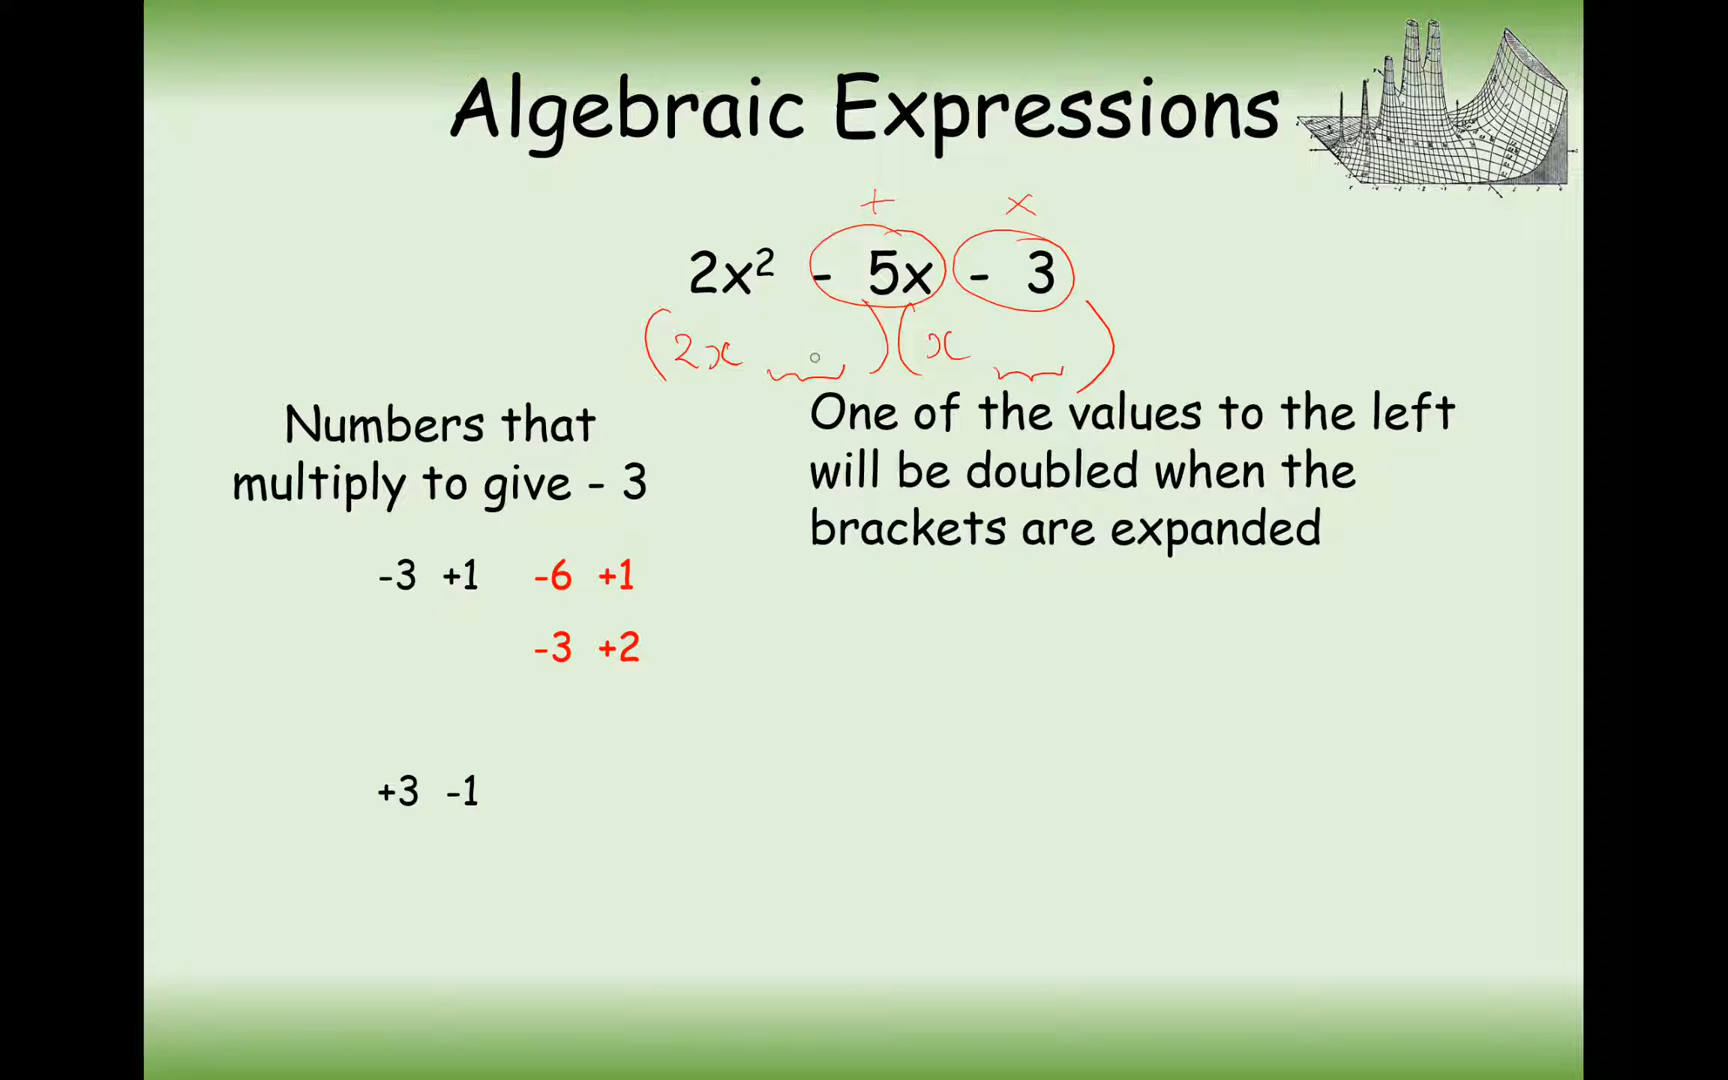 Algebraic Expressions
+ ×
2x² - 5x - 3
(2x )(x )
Numbers that
multiply to give - 3
One of the values to the left
will be doubled when the
brackets are expanded
-3 +1 -6 +1
-3 +2
+3 -1